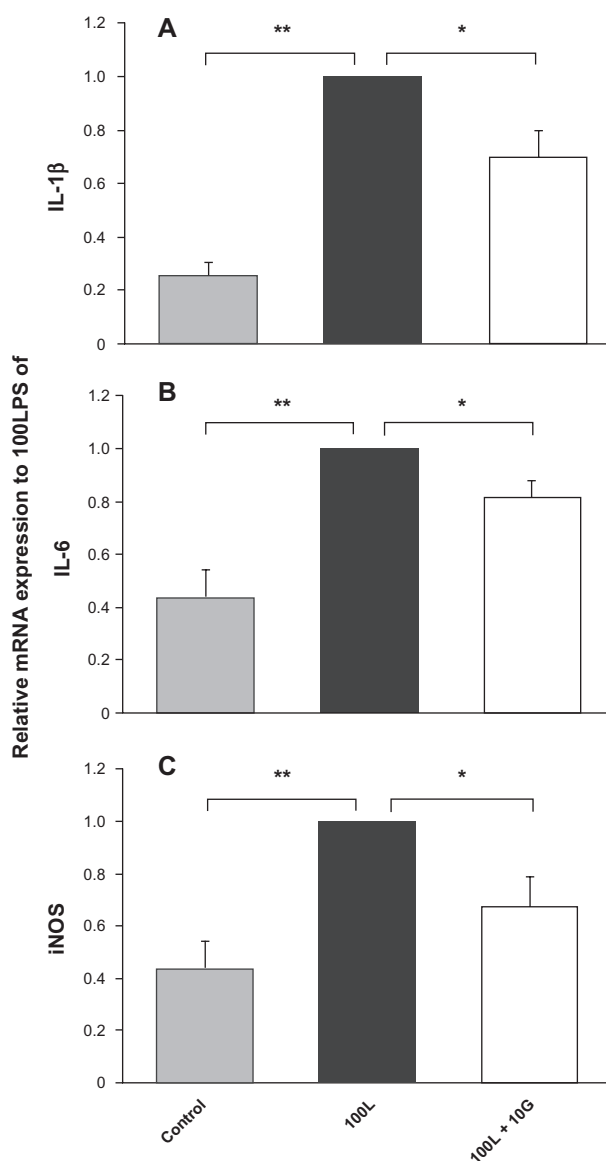 Relative mRNA expression to 100LPS of
A
** *
IL-1β
1.2
1.0
0.8
0.6
0.4
0.2
0
B
** *
IL-6
1.2
1.0
0.8
0.6
0.4
0.2
0
C
** *
iNOS
1.2
1.0
0.8
0.6
0.4
0.2
0
Control
100L
100L + 10G